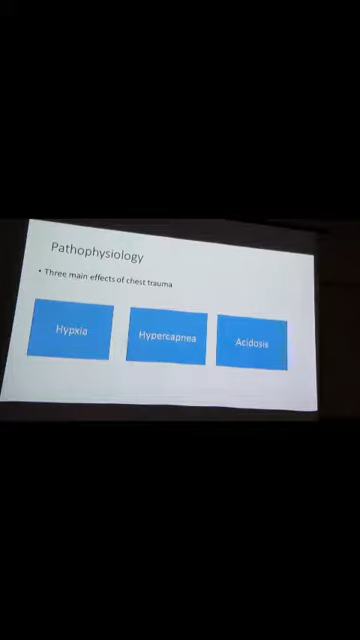 Pathophysiology
• Three main effects of chest trauma
Hypxia
Hypercapnea
Acidosis